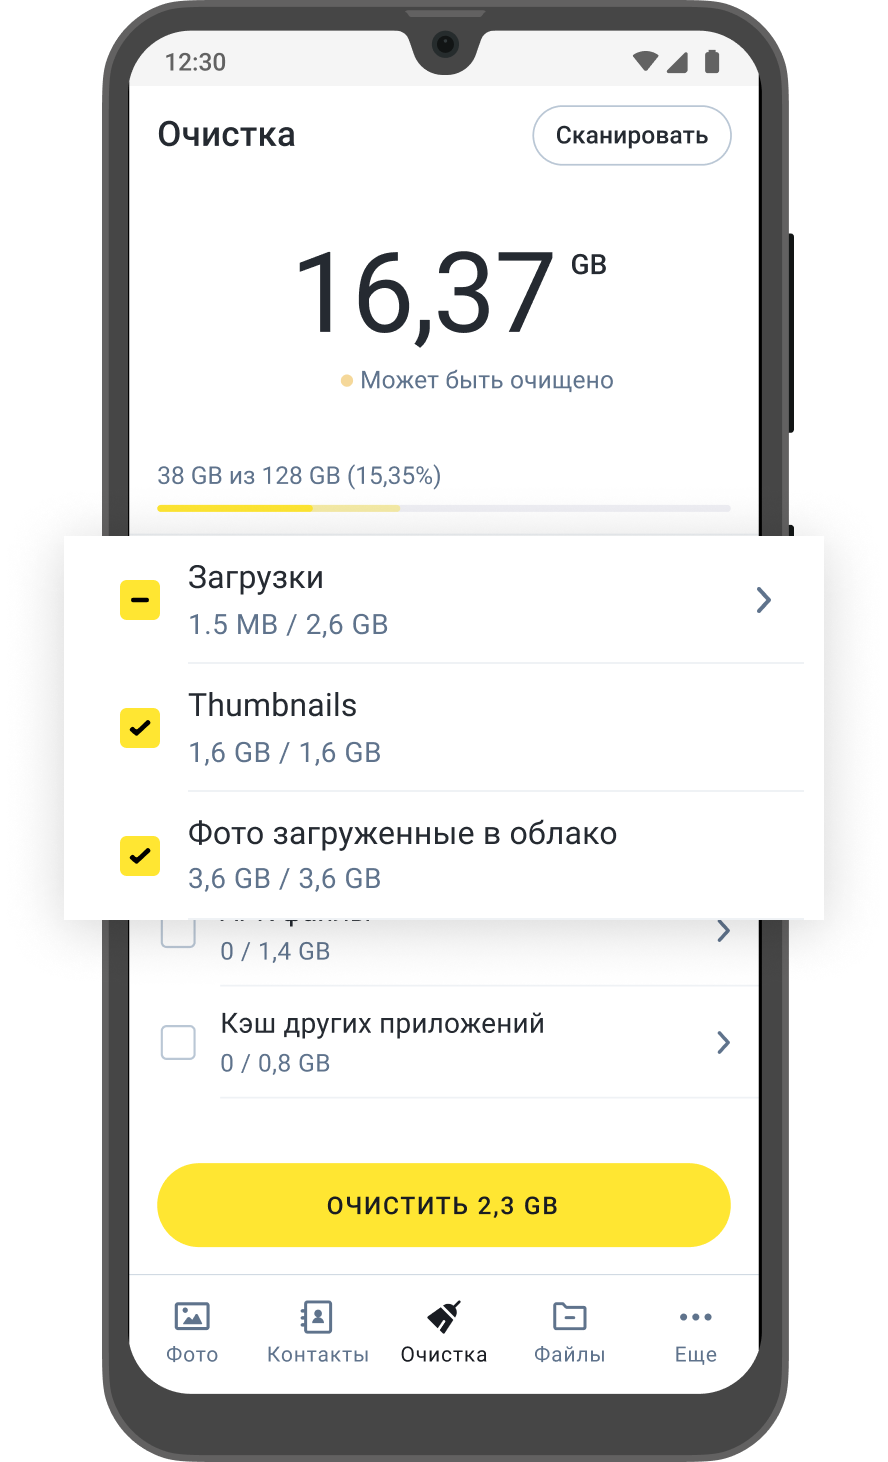 12:30
Очистка
Сканировать
16,37 GB
Может быть очищено
38 GB из 128 GB (15,35%)
Загрузки
1.5 MB / 2,6 GB
Thumbnails
1,6 GB / 1,6 GB
Фото загруженные в облако
3,6 GB / 3,6 GB
0 / 1,4 GB
Кэш других приложений
0 / 0,8 GB
ОЧИСТИТЬ 2,3 GB
Фото
Контакты
Очистка
Файлы
Еще